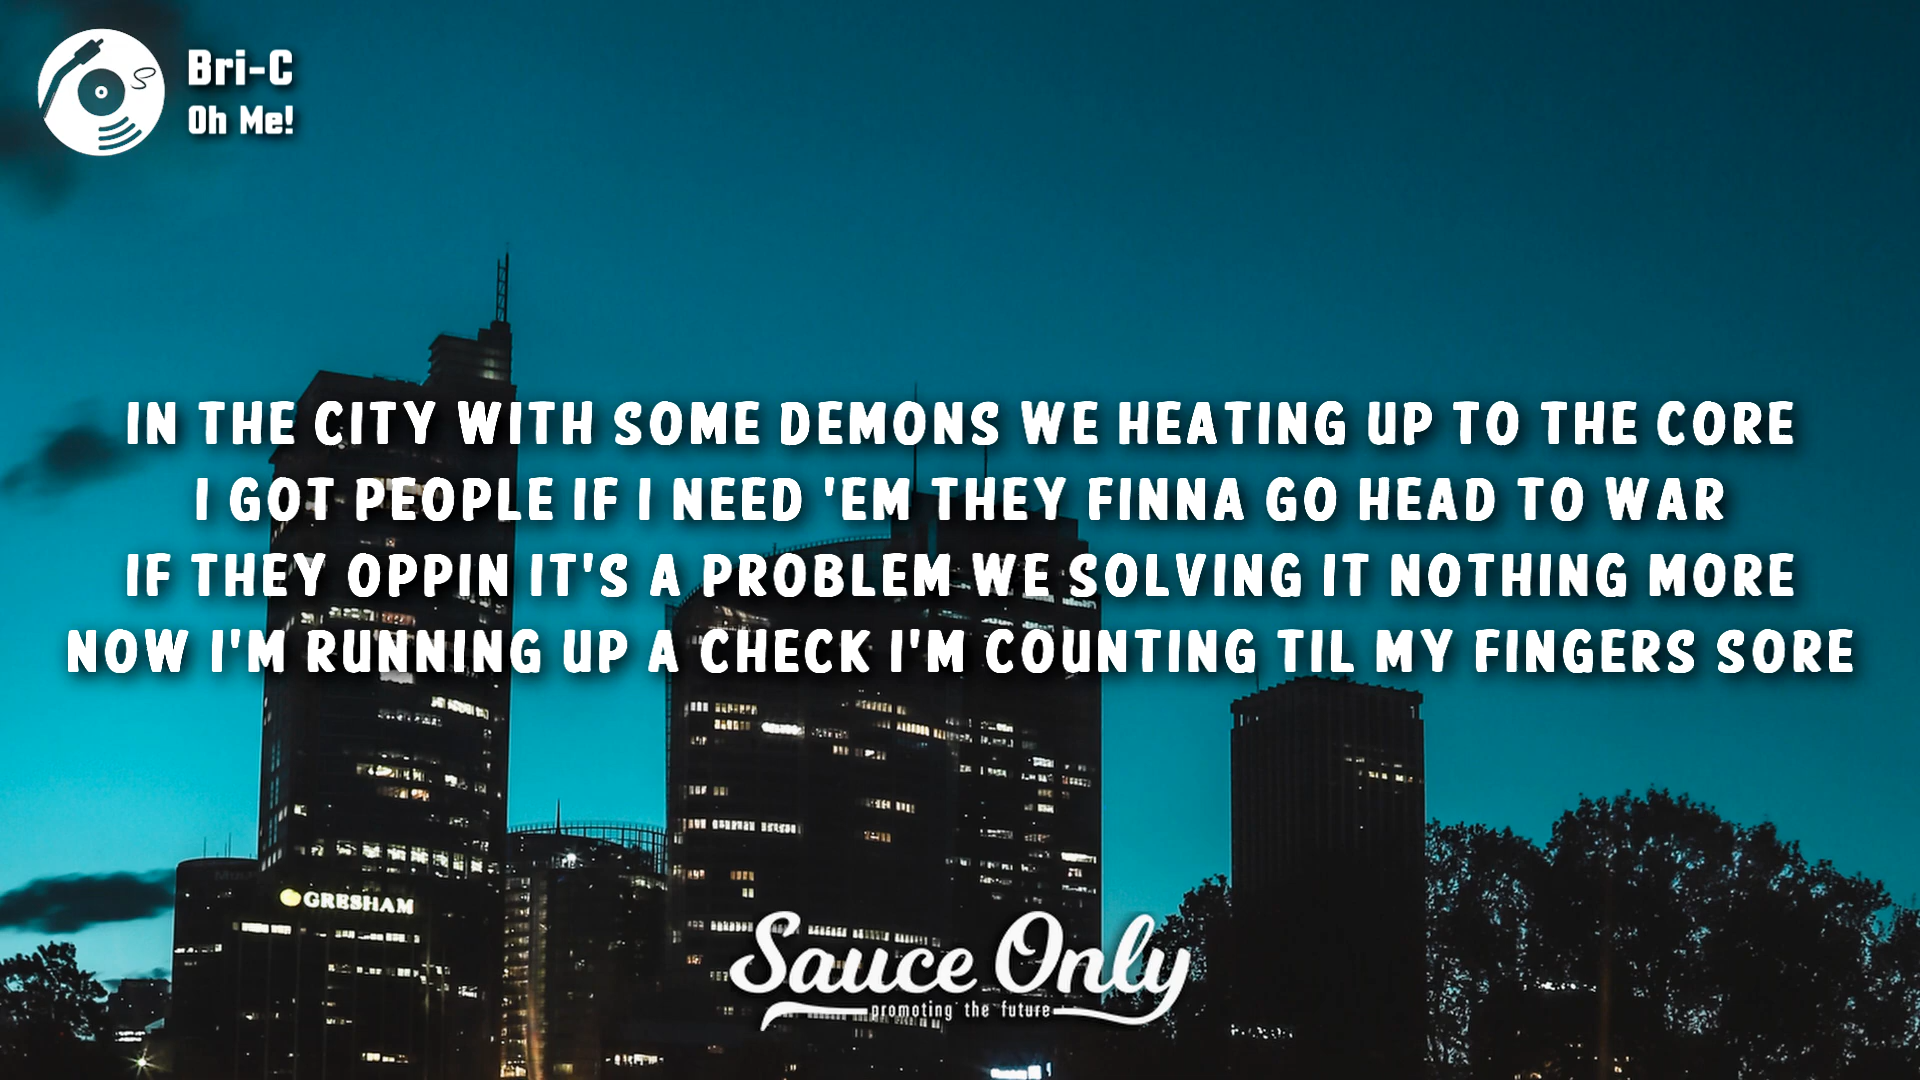 Bri-C
Oh Me!
IN THE CITY WITH SOME DEMONS WE HEATING UP TO THE CORE
I GOT PEOPLE IF I NEED 'EM THEY FINNA GO HEAD TO WAR
IF THEY OPPIN IT'S A PROBLEM WE SOLVING IT NOTHING MORE
NOW I'M RUNNING UP A CHECK I'M COUNTING TIL MY FINGERS SORE
GRESHAM
Sauce Only
promoting the future